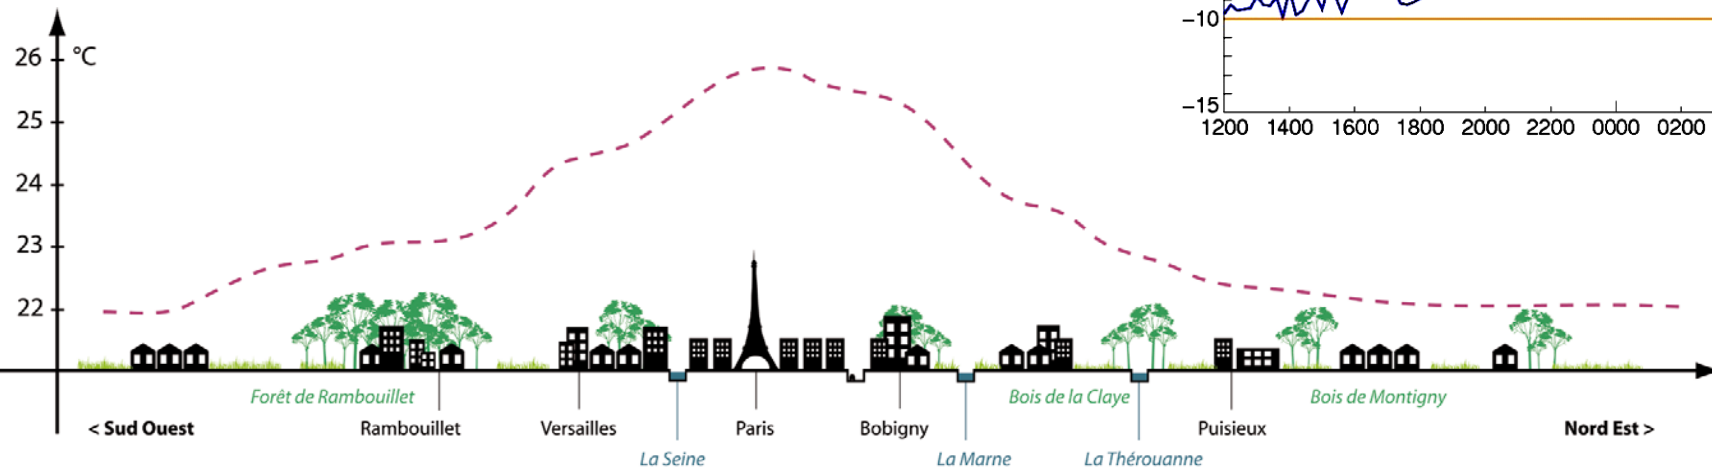 26 °C
25
24
23
22
−10
−15
1200 1400 1600 1800 2000 2200 0000 0200
Forêt de Rambouillet
Bois de la Claye
Bois de Montigny
< Sud Ouest
Rambouillet
Versailles
Paris
Bobigny
Puisieux
Nord Est >
La Seine
La Marne
La Thérouanne